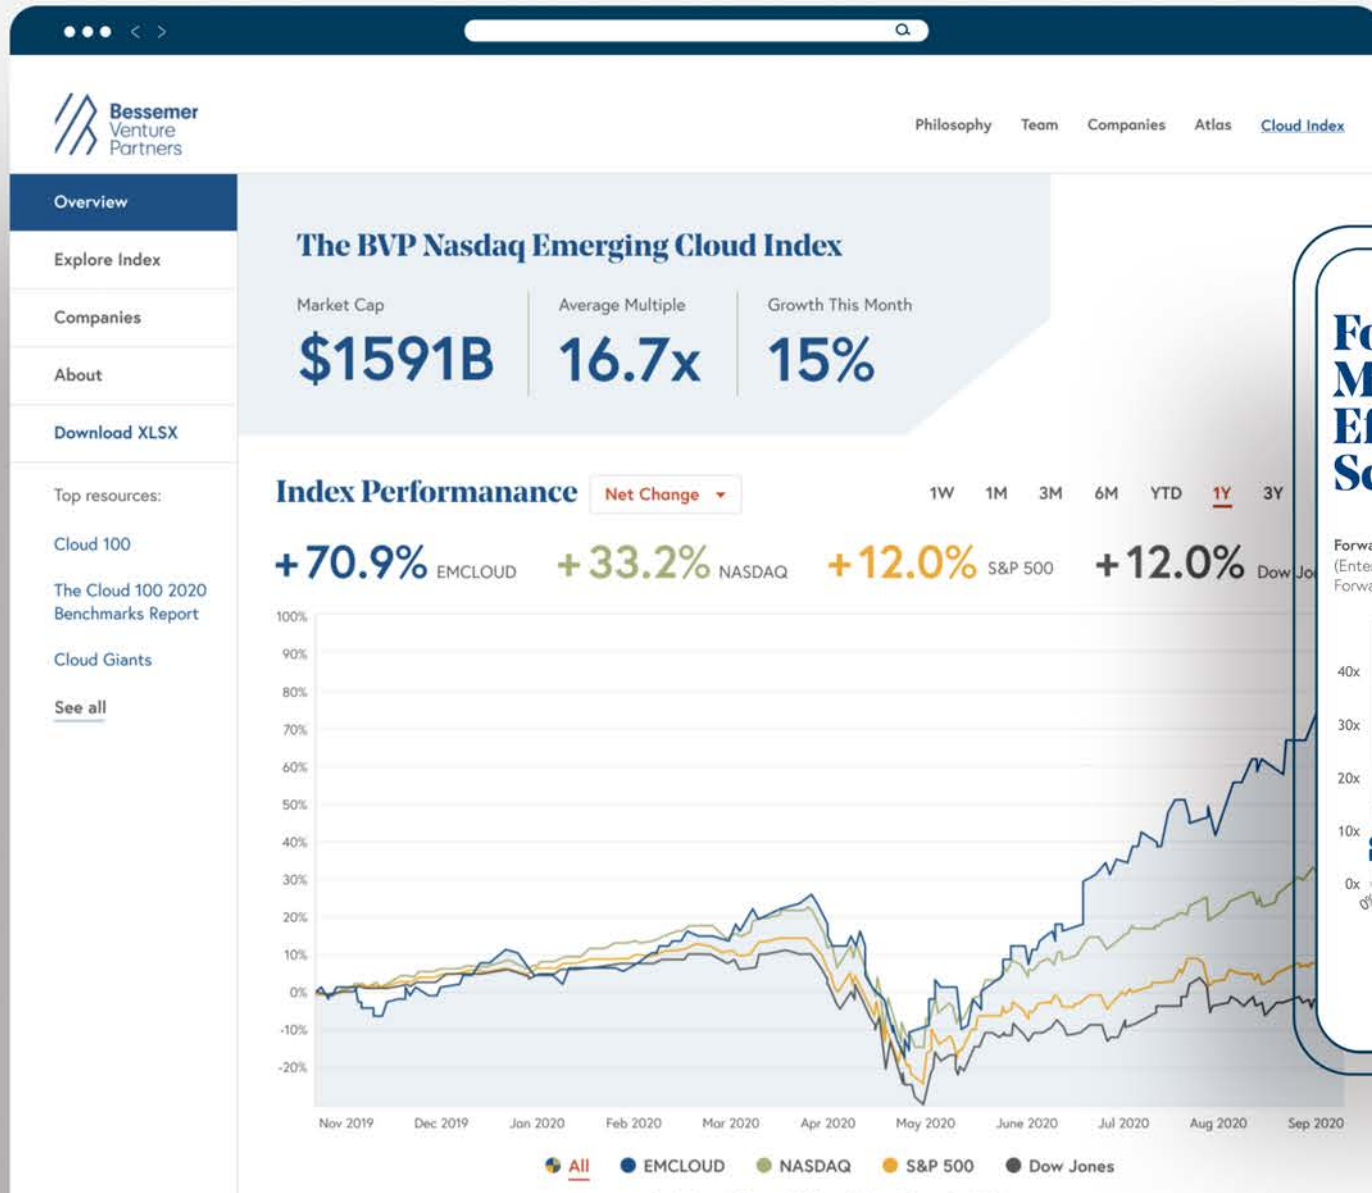 Bessemer
Venture
Partners
Philosophy Team Companies Atlas Cloud Index
Overview
Explore Index
Companies
About
Download XLSX
Top resources:
Cloud 100
The Cloud 100 2020
Benchmarks Report
Cloud Giants
See all
The BVP Nasdaq Emerging Cloud Index
Market Cap Average Multiple Growth This Month
$1591B 16.7x 15%
Index Performanance Net Change 1W 1M 3M 6M YTD 1Y 3Y
+70.9% EMCLOUD +33.2% NASDAQ +12.0% S&P 500 +12.0% Dow
100%
90%
80%
70%
60%
50%
40%
30%
20%
10%
0%
-10%
-20%
Nov 2019 Dec 2019 Jan 2020 Feb 2020 Mar 2020 Apr 2020 May 2020 June 2020 Jul 2020 Aug 2020 Sep 2020
All EMCLOUD NASDAQ S&P 500 Dow Jones
40x
30x
20x
10x
0x